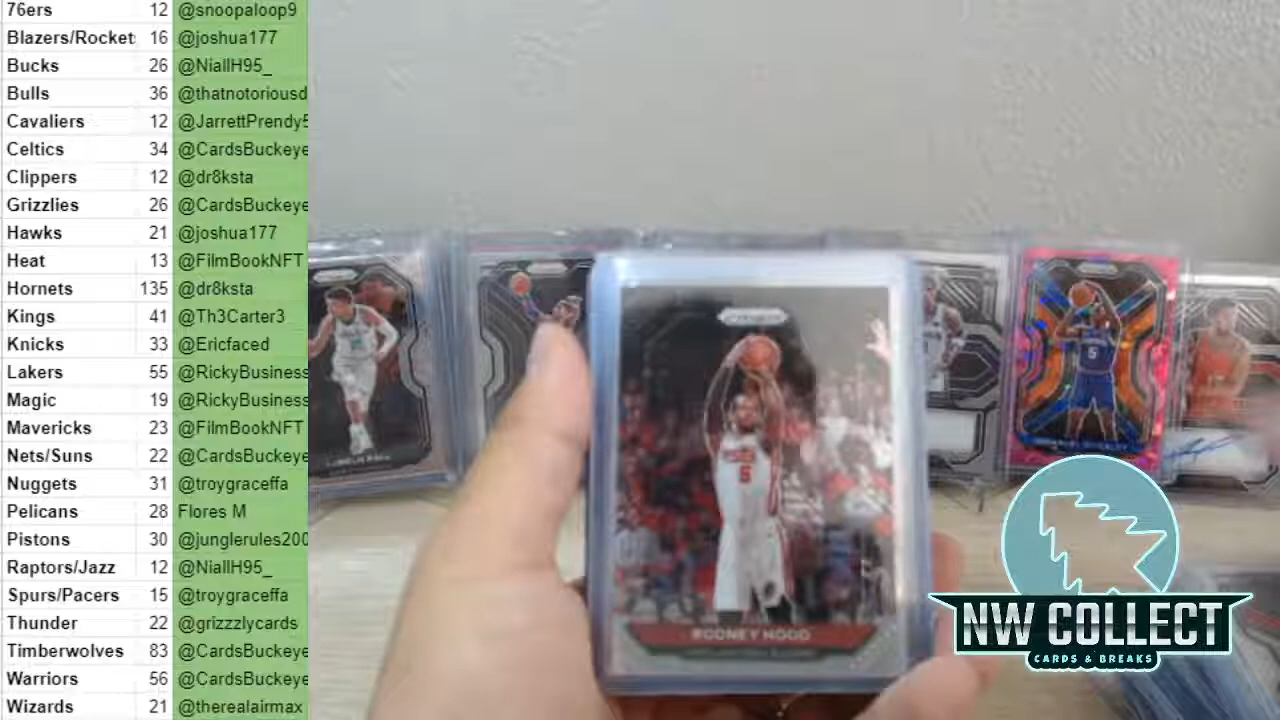 76ers 12 @snoopaloop9
Blazers/Rocket 16 @joshua177
Bucks 26 @NiallH95_
Bulls 36 @thatnotoriousd
Cavaliers 12 @JarrettPrendy5
Celtics 34 @CardsBuckeye
Clippers 12 @dr8ksta
Grizzlies 26 @CardsBuckeye
Hawks 21 @joshua177
Heat 13 @FilmBookNFT
Hornets 135 @dr8ksta
Kings 41 @Th3Carter3
Knicks 33 @Ericfaced
Lakers 55 @RickyBusiness
Magic 19 @RickyBusiness
Mavericks 23 @FilmBookNFT
Nets/Suns 22 @CardsBuckeye
Nuggets 31 @troygraceffa
Pelicans 28 Flores M
Pistons 30 @junglerules200
Raptors/Jazz 12 @NiallH95_
Spurs/Pacers 15 @troygraceffa
Thunder 22 @grizzzlycards
Timberwolves 83 @CardsBuckeye
Warriors 56 @CardsBuckeye
Wizards 21 @therealairmax
PRIZM
5
RODNEY HOOD
5
NW COLLECT
CARDS & BREAKS